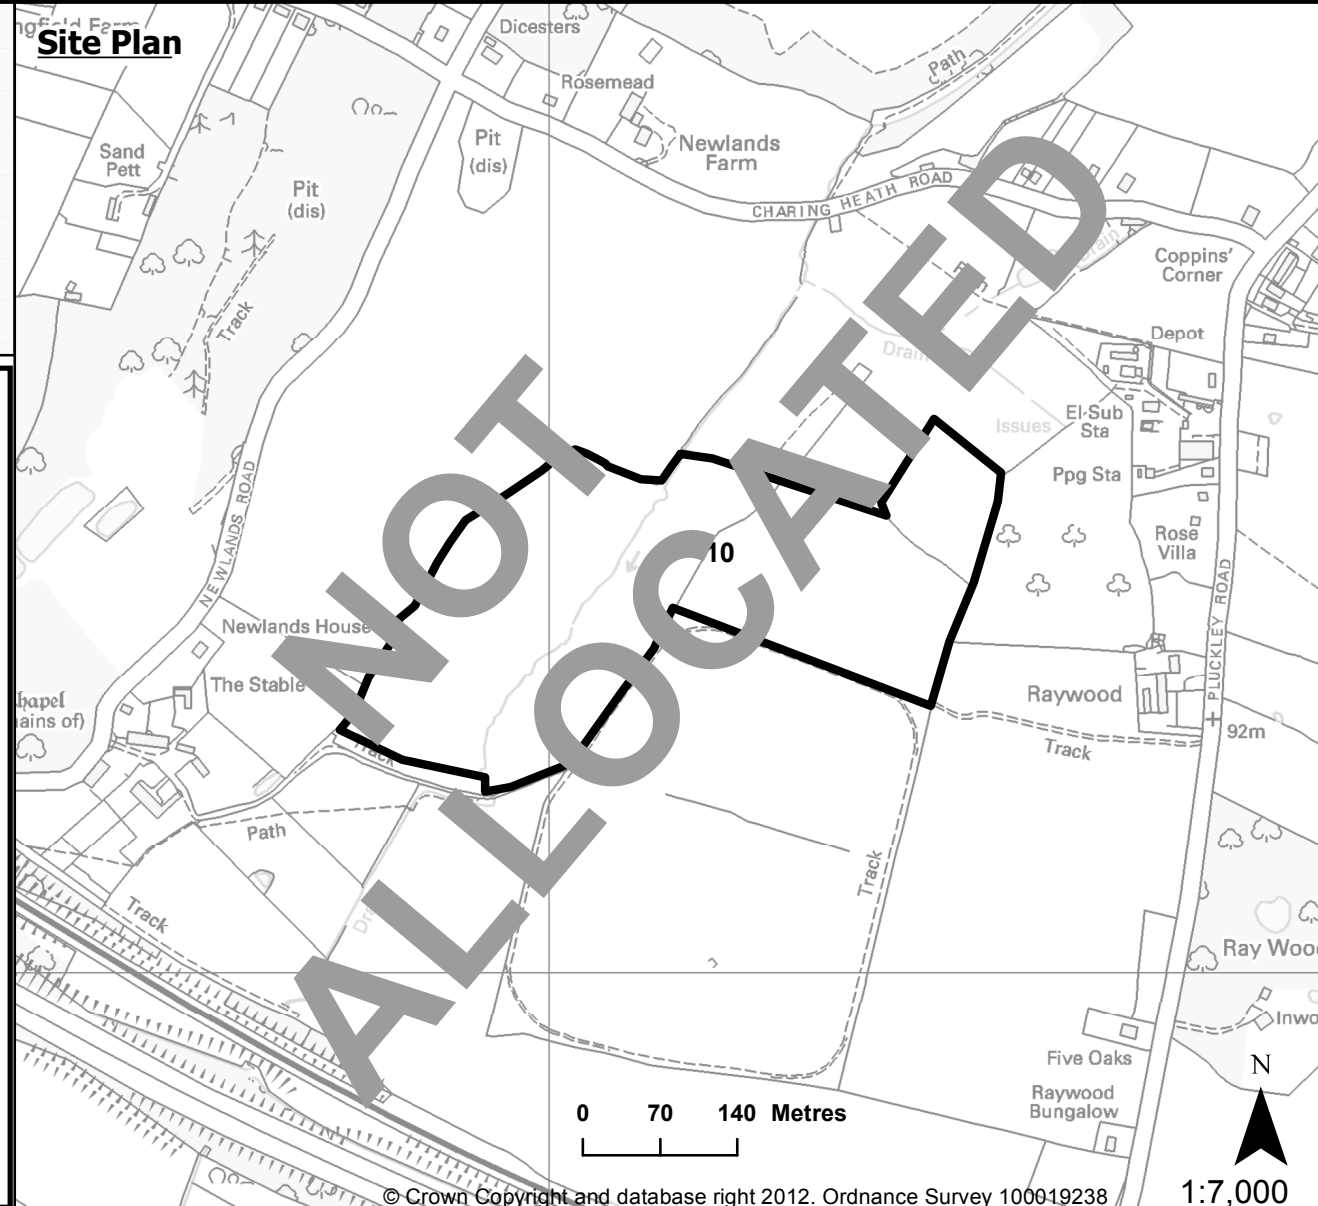 Site Plan
Dicesters
Path
Rosemead
Pit
(dis)
Newlands
Farm
Sand
Pett
Pit
(dis)
CHARING HEATH ROAD
Drain
Coppins'
Corner
Track
Depot
Drain
Issues
El Sub
Sta
Ppg Sta
NEWLANDS ROAD
10
Rose
Villa
PLUCKLEY ROAD
Newlands House
The Stable
Raywood
Track
92m
Track
Path
Track
Track
Ray Woo
Inwo
Five Oaks
Raywood
Bungalow
NOT
ALLOCATED
N
0 70 140 Metres
© Crown Copyright and database right 2012. Ordnance Survey 100019238
1:7,000